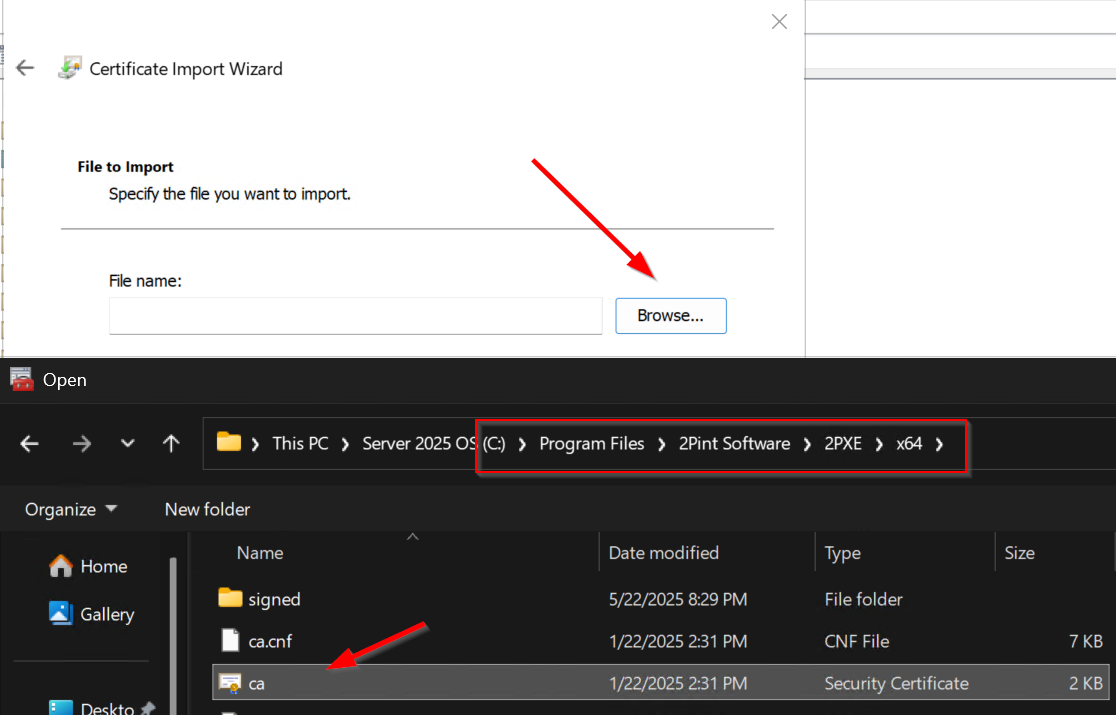 Certificate Import Wizard
File to Import
Specify the file you want to import.
File name:
Browse...
Open
This PC Server 2025 OS (C:) Program Files 2Pint Software 2PXE x64
Organize New folder
Name Date modified Type Size
Home
Gallery
Deskto
signed 5/22/2025 8:29 PM File folder
ca.cnf 1/22/2025 2:31 PM CNF File 7 KB
ca 1/22/2025 2:31 PM Security Certificate 2 KB